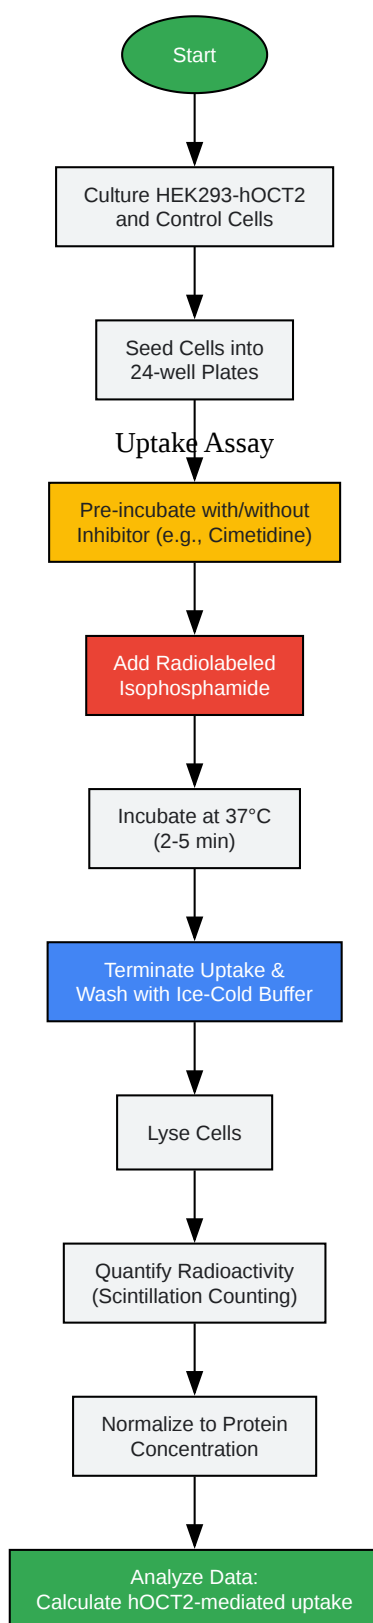 Start
Culture HEK293-hOCT2
and Control Cells
Seed Cells into
24-well Plates
Uptake Assay
Pre-incubate with/without
Inhibitor (e.g., Cimetidine)
Add Radiolabeled
Isophosphamide
Incubate at 37°C
(2-5 min)
Terminate Uptake &
Wash with Ice-Cold Buffer
Lyse Cells
Quantify Radioactivity
(Scintillation Counting)
Normalize to Protein
Concentration
Analyze Data:
Calculate hOCT2-mediated uptake